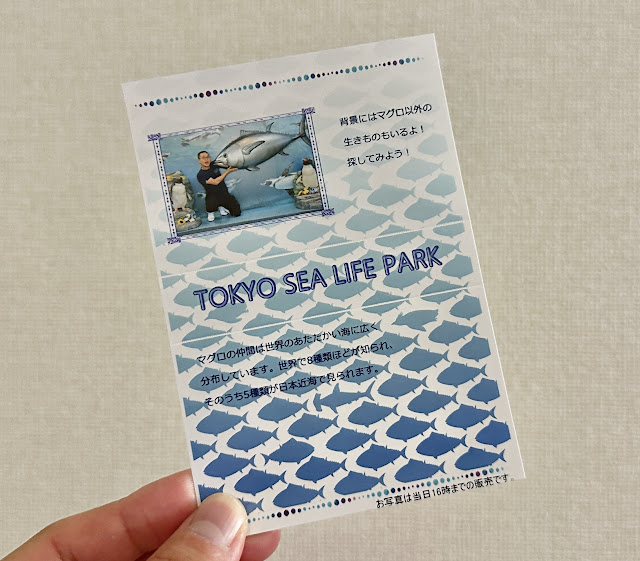 背景にはマグロ以外の
生きものもいるよ！
探してみよう！
TOKYO SEA LIFE PARK
マグロの仲間は世界のあたたかい海に広く
分布しています。世界で8種類ほどが知られ、
そのうち5種類が日本近海で見られます。
お写真は当日16時までの販売です。